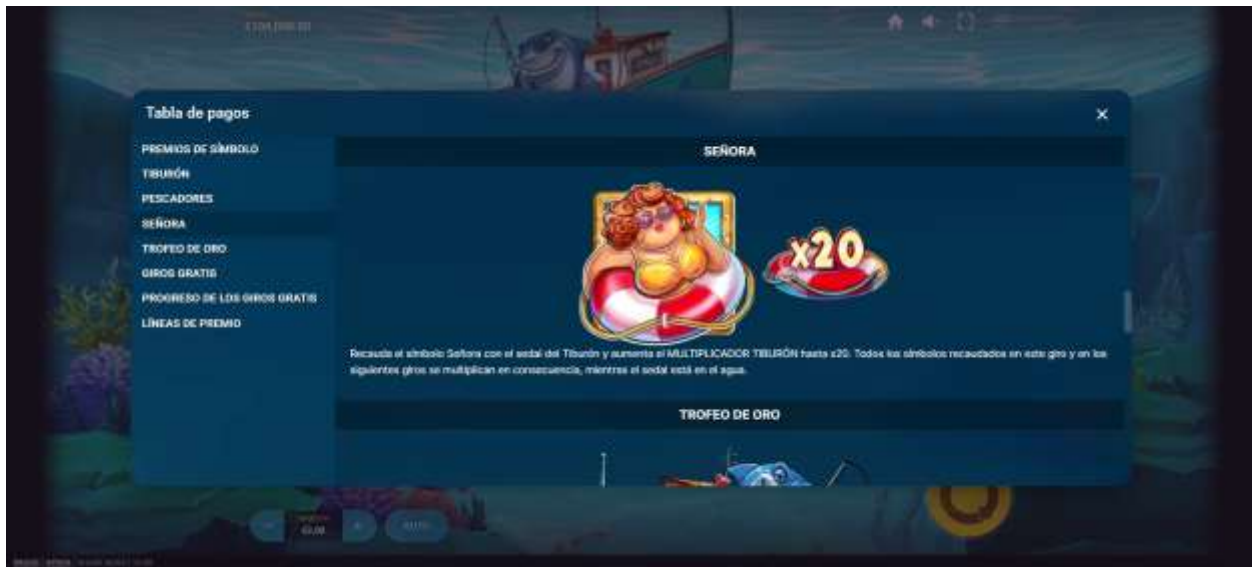 Tabla de pagos
×
PREMIOS DE SÍMBOLO
TIBURÓN
PESCADORES
SEÑORA
TROFEO DE ORO
GIROS GRATIS
PROGRESO DE LOS GIROS GRATIS
LÍNEAS DE PREMIO
SEÑORA
x20
Recauda el símbolo Señora con el sedal del Tiburón y aumenta el MULTIPLICADOR TIBURÓN hasta x20. Todos los símbolos recaudados en este giro y en los
siguientes giros se multiplican en consecuencia, mientras el sedal está en el agua.
TROFEO DE ORO
AUTO